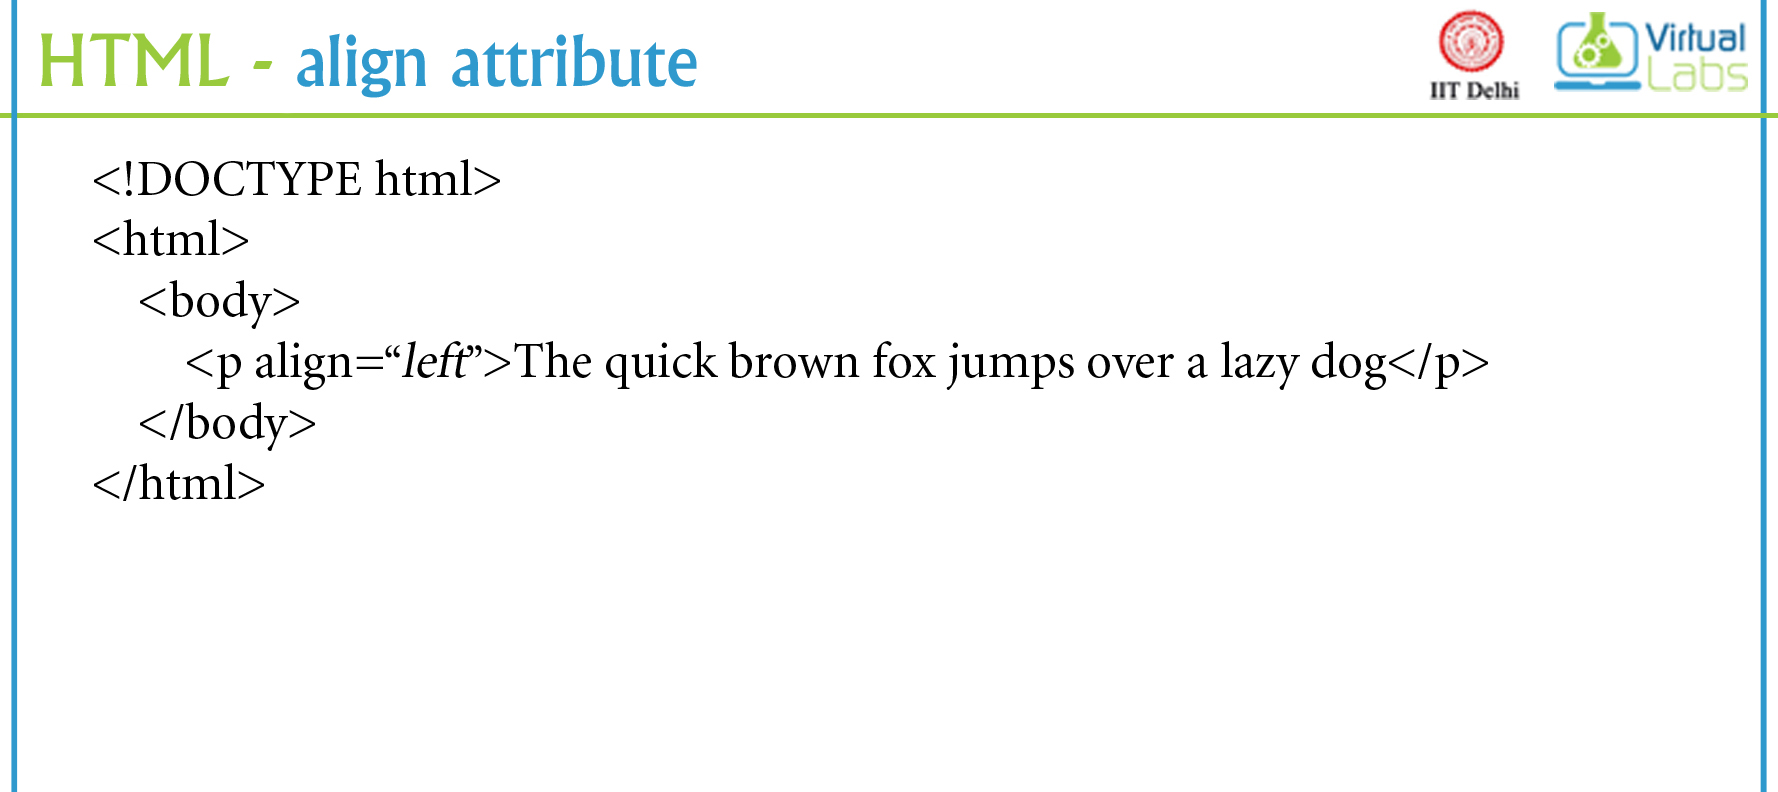 HTML - align attribute
IIT Delhi
Virtual
Labs
<!DOCTYPE html>
<html>
<body>
<p align=“left”>The quick brown fox jumps over a lazy dog</p>
</body>
</html>